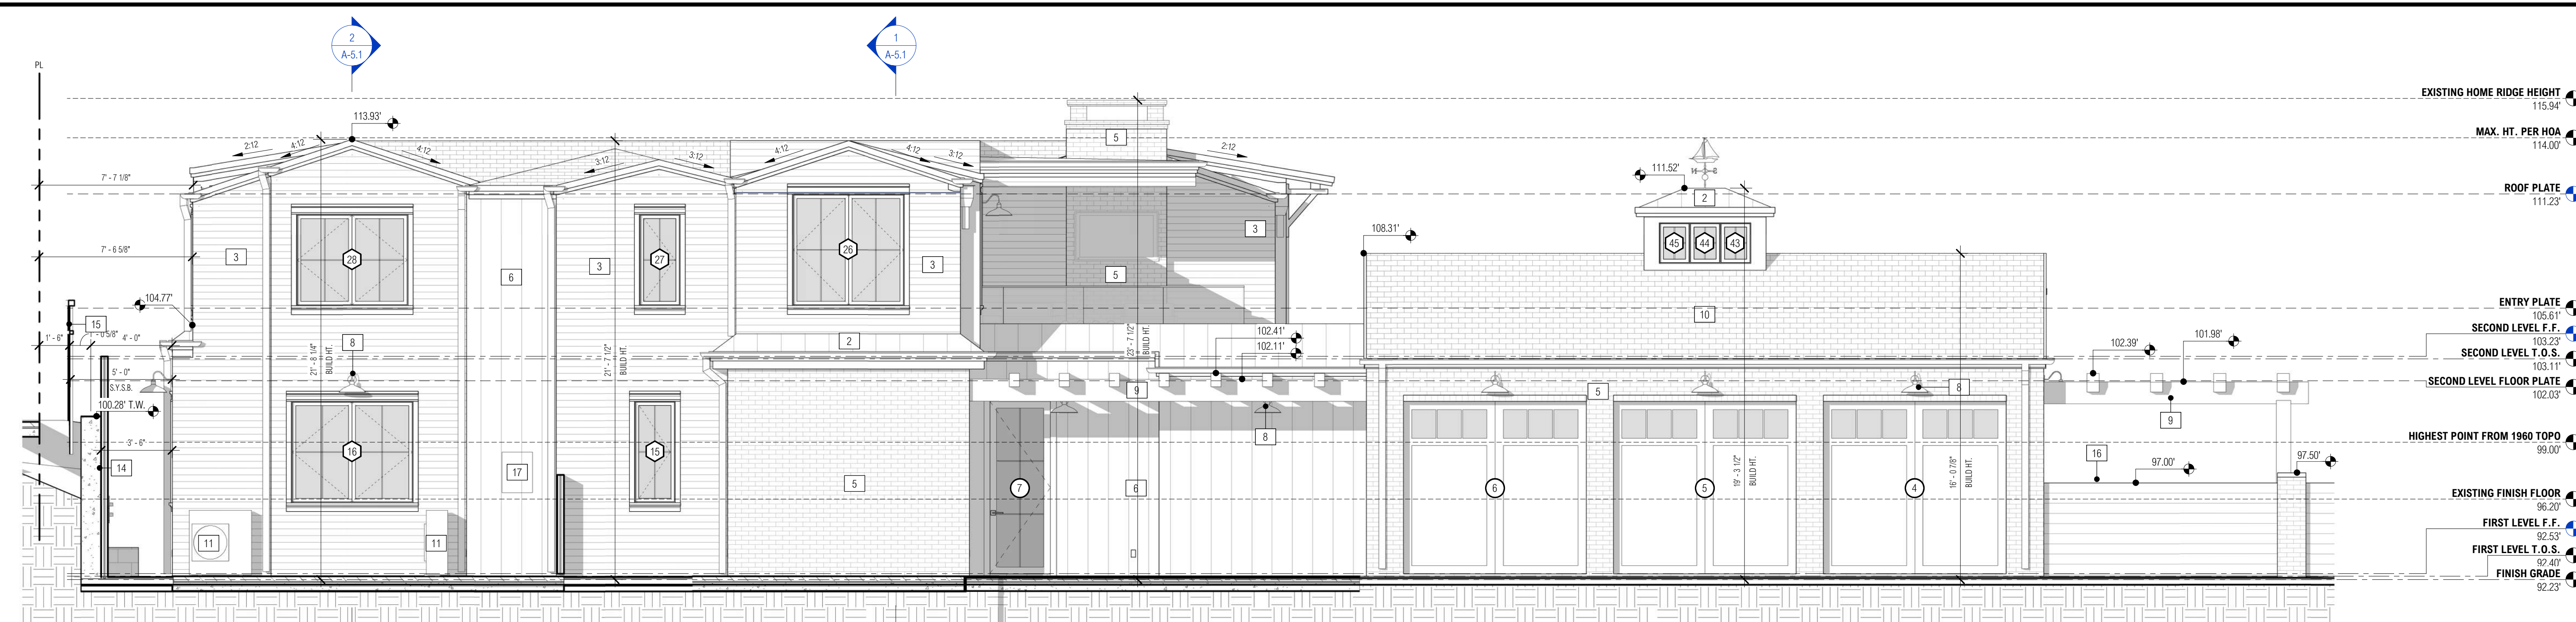 2
A-5.1
1
A-5.1
PL
EXISTING HOME RIDGE HEIGHT
115.94'
113.93'
MAX. HT. PER HOA
114.00'
5
2:12
4:12
4:12
3:12
3:12
4:12
4:12
3:12
2:12
7' - 7 1/8"
111.52'
N
S
2
ROOF PLATE
111.23'
7' - 6 5/8"
3
28
6
3
27
26
3
3
5
108.31'
45
44
43
104.77'
15
10
ENTRY PLATE
105.61'
1' - 6"
1' - 0 5/8"
4' - 0"
8
21' - 8 1/4"
BUILD HT.
21' - 7 1/2"
BUILD HT.
2
23' - 7 1/2"
BUILD HT.
102.41'
102.11'
102.39'
101.98'
SECOND LEVEL F.F.
103.23'
SECOND LEVEL T.O.S.
103.11'
5' - 0"
S.Y.S.B.
9
5
8
9
SECOND LEVEL FLOOR PLATE
102.03'
100.28' T.W.
3' - 6"
8
14
16
15
17
HIGHEST POINT FROM 1960 TOPO
99.00'
16
97.00'
97.50'
5
7
6
6
5
19' - 3 1/2"
BUILD HT.
4
16' - 0 7/8"
BUILD HT.
EXISTING FINISH FLOOR
96.20'
11
11
FIRST LEVEL F.F.
92.53'
FIRST LEVEL T.O.S.
92.40'
FINISH GRADE
92.23'